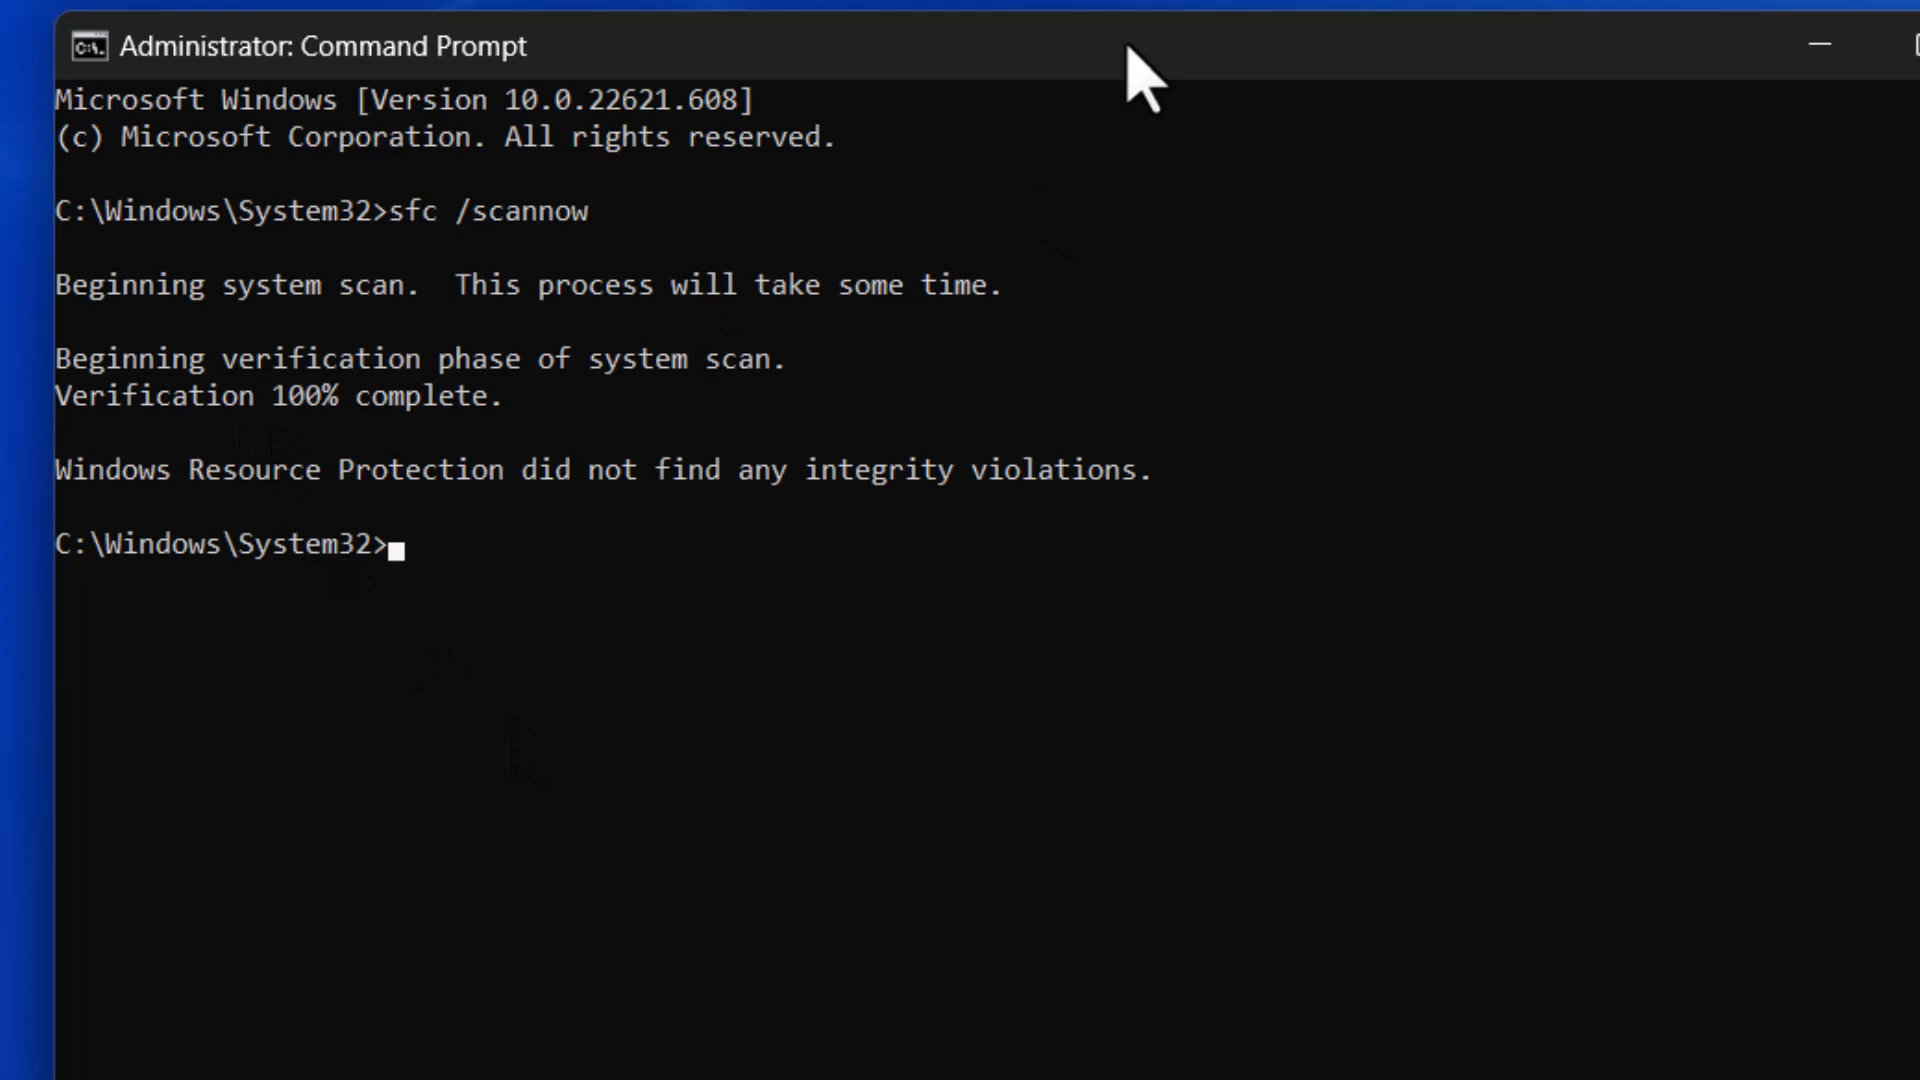 Administrator: Command Prompt
Microsoft Windows [Version 10.0.22621.608]
(c) Microsoft Corporation. All rights reserved.
C:\Windows\System32>sfc /scannow
Beginning system scan.  This process will take some time.
Beginning verification phase of system scan.
Verification 100% complete.
Windows Resource Protection did not find any integrity violations.
C:\Windows\System32>